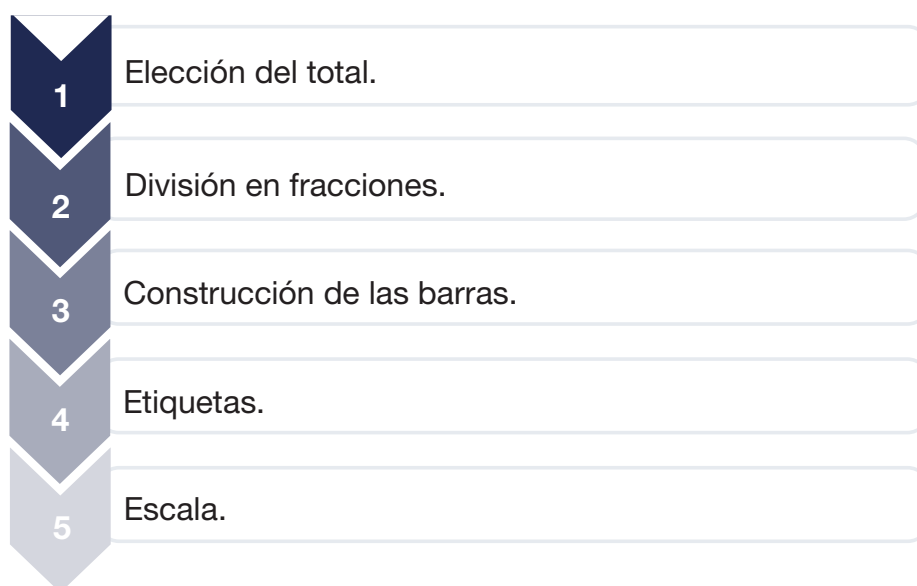 1 Elección del total.
2 División en fracciones.
3 Construcción de las barras.
4 Etiquetas.
5 Escala.